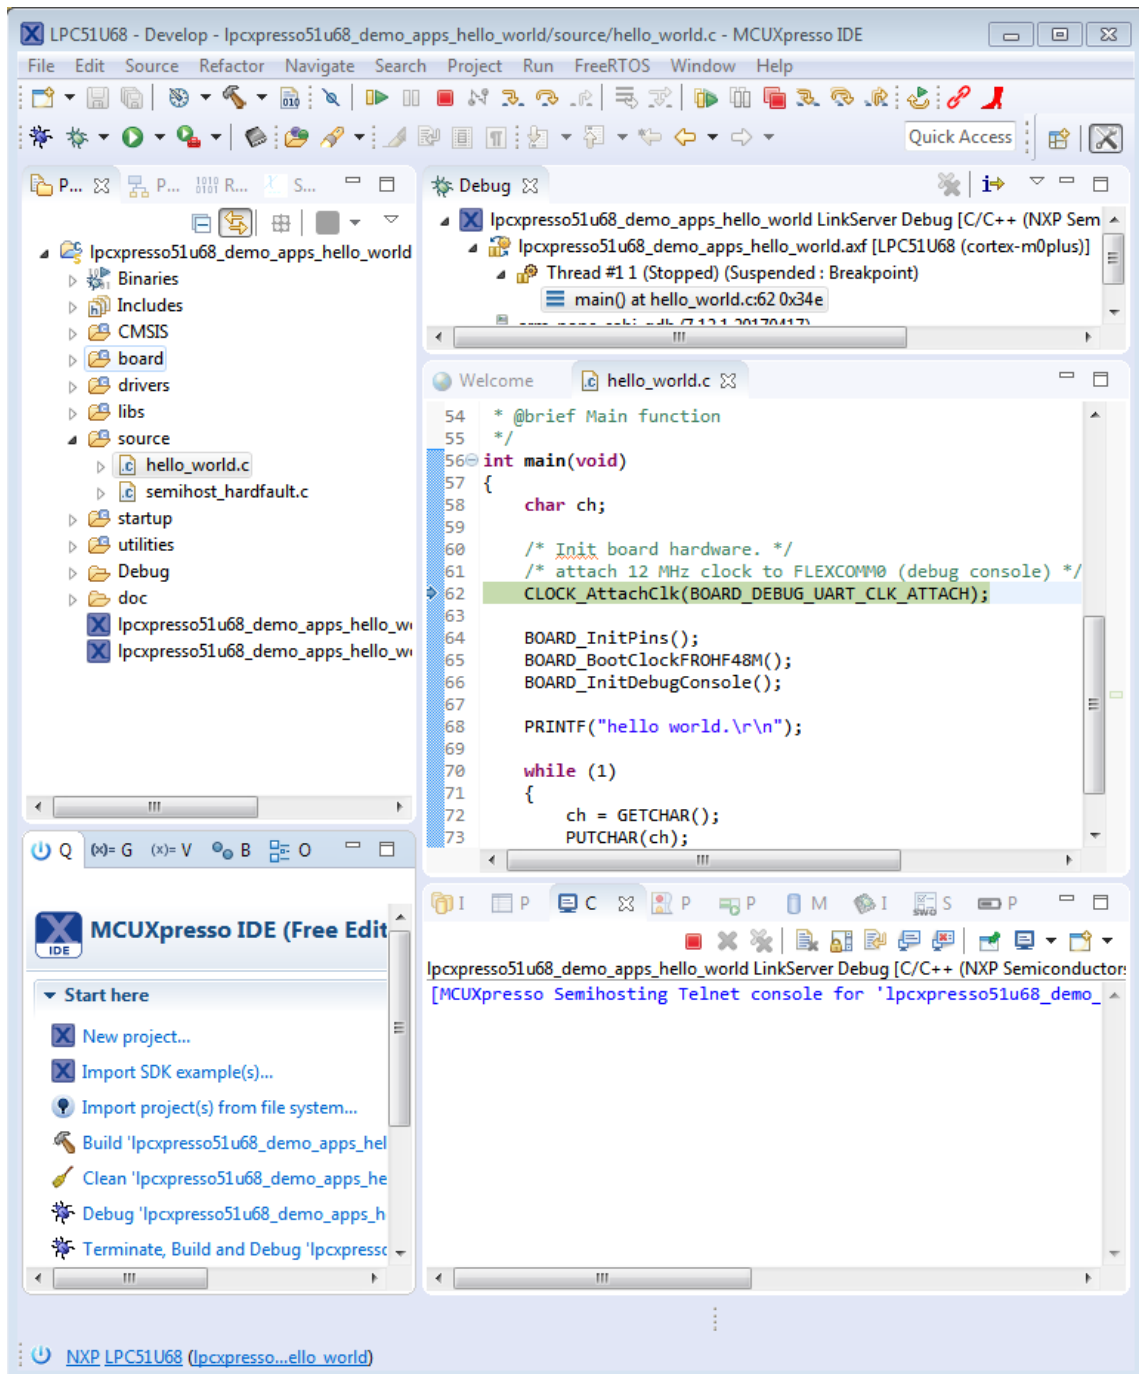 LPC51U68 - Develop - lpcxpresso51u68_demo_apps_hello_world/source/hello_world.c - MCUXpresso IDE
File Edit Source Refactor Navigate Search Project Run FreeRTOS Window Help
Quick Access
P... P... R... S...
lpcxpresso51u68_demo_apps_hello_world
Binaries
Includes
CMSIS
board
drivers
libs
source
hello_world.c
semihost_hardfault.c
startup
utilities
Debug
doc
lpcxpresso51u68_demo_apps_hello_w
lpcxpresso51u68_demo_apps_hello_w
Debug
lpcxpresso51u68_demo_apps_hello_world LinkServer Debug [C/C++ (NXP Sem
lpcxpresso51u68_demo_apps_hello_world.axf [LPC51U68 (cortex-m0plus)]
Thread #1 1 (Stopped) (Suspended : Breakpoint)
main() at hello_world.c:62 0x34e
Welcome hello_world.c
54 * @brief Main function
55 */
56 int main(void)
57 {
58 char ch;
59
60 /* Init board hardware. */
61 /* attach 12 MHz clock to FLEXCOMM0 (debug console) */
62 CLOCK_AttachClk(BOARD_DEBUG_UART_CLK_ATTACH);
63
64 BOARD_InitPins();
65 BOARD_BootClockFROHF48M();
66 BOARD_InitDebugConsole();
67
68 PRINTF("hello world.\r\n");
69
70 while (1)
71 {
72 ch = GETCHAR();
73 PUTCHAR(ch);
Q (x)= G (x)= V B O
IDE
MCUXpresso IDE (Free Edit
Start here
New project...
Import SDK example(s)...
Import project(s) from file system...
Build 'lpcxpresso51u68_demo_apps_hel
Clean 'lpcxpresso51u68_demo_apps_he
Debug 'lpcxpresso51u68_demo_apps_h
Terminate, Build and Debug 'lpcxpresso
I P C P P M I S P
lpcxpresso51u68_demo_apps_hello_world LinkServer Debug [C/C++ (NXP Semiconductors
[MCUXpresso Semihosting Telnet console for 'lpcxpresso51u68_demo_
NXP LPC51U68 (lpcxpresso...ello_world)